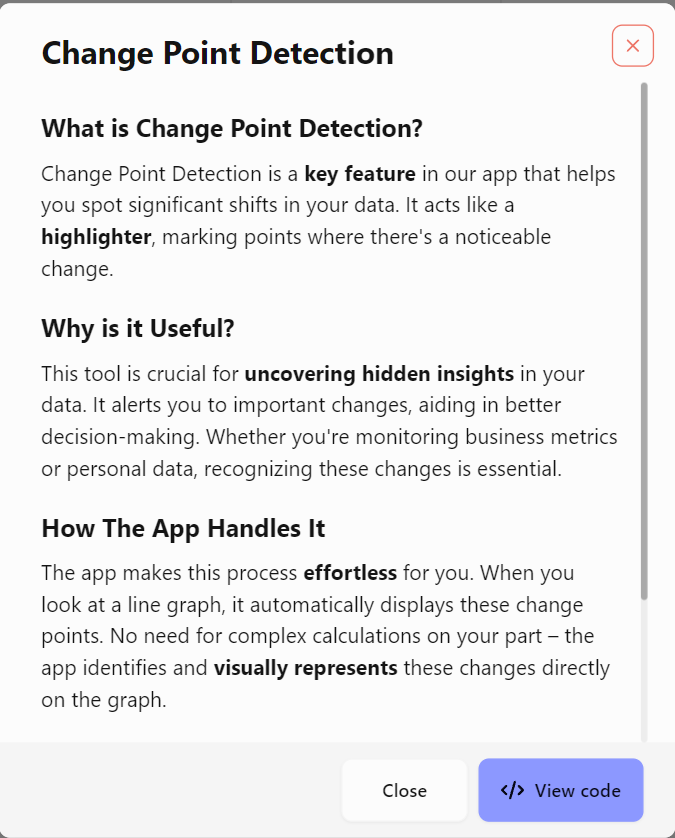 Change Point Detection
What is Change Point Detection?
Change Point Detection is a key feature in our app that helps
you spot significant shifts in your data. It acts like a
highlighter, marking points where there's a noticeable
change.
Why is it Useful?
This tool is crucial for uncovering hidden insights in your
data. It alerts you to important changes, aiding in better
decision-making. Whether you're monitoring business metrics
or personal data, recognizing these changes is essential.
How The App Handles It
The app makes this process effortless for you. When you
look at a line graph, it automatically displays these change
points. No need for complex calculations on your part – the
app identifies and visually represents these changes directly
on the graph.
Close
</> View code